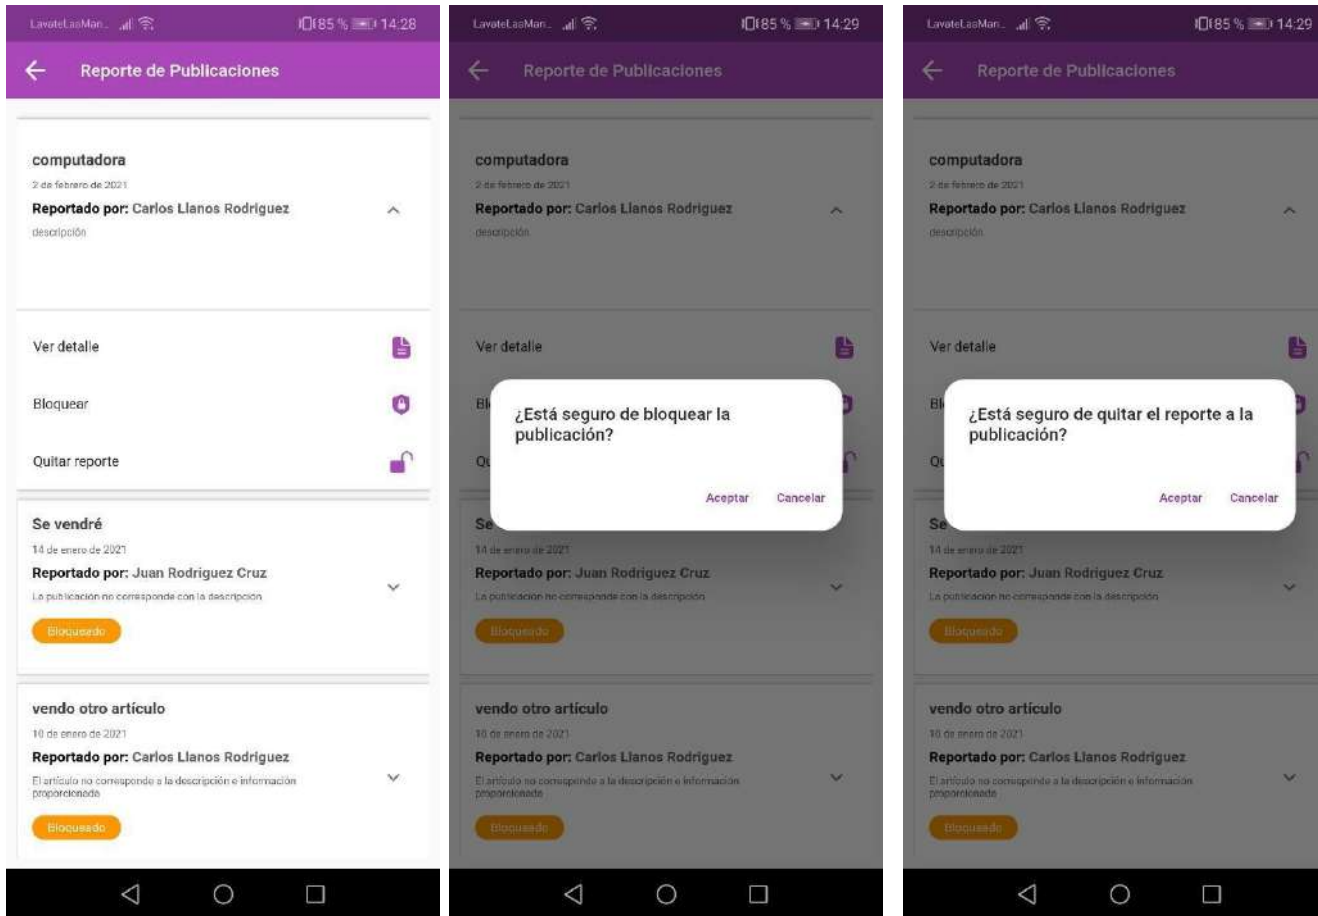 LavateLasMan... 85 % 14:28
Reporte de Publicaciones
computadora
2 de febrero de 2021
Reportado por: Carlos Llanos Rodriguez
descripción
Ver detalle
Bloquear
Quitar reporte
Se vendré
14 de enero de 2021
Reportado por: Juan Rodriguez Cruz
La publicación no corresponde con la descripción
Bloqueado
vendo otro artículo
10 de enero de 2021
Reportado por: Carlos Llanos Rodriguez
El artículo no corresponde a la descripción e información
proporcionada
Bloqueado
LavateLasMan... 85 % 14:29
Reporte de Publicaciones
computadora
2 de febrero de 2021
Reportado por: Carlos Llanos Rodriguez
descripción
Ver detalle
Bl
¿Está seguro de bloquear la
publicación?
Qu
Aceptar Cancelar
Se
14 de enero de 2021
Reportado por: Juan Rodriguez Cruz
La publicación no corresponde con la descripción
Bloqueado
vendo otro artículo
10 de enero de 2021
Reportado por: Carlos Llanos Rodriguez
El artículo no corresponde a la descripción e información
proporcionada
Bloqueado
LavateLasMan... 85 % 14:29
Reporte de Publicaciones
computadora
2 de febrero de 2021
Reportado por: Carlos Llanos Rodriguez
descripción
Ver detalle
Bl
¿Está seguro de quitar el reporte a la
publicación?
Qu
Aceptar Cancelar
Se
14 de enero de 2021
Reportado por: Juan Rodriguez Cruz
La publicación no corresponde con la descripción
Bloqueado
vendo otro artículo
10 de enero de 2021
Reportado por: Carlos Llanos Rodriguez
El artículo no corresponde a la descripción e información
proporcionada
Bloqueado